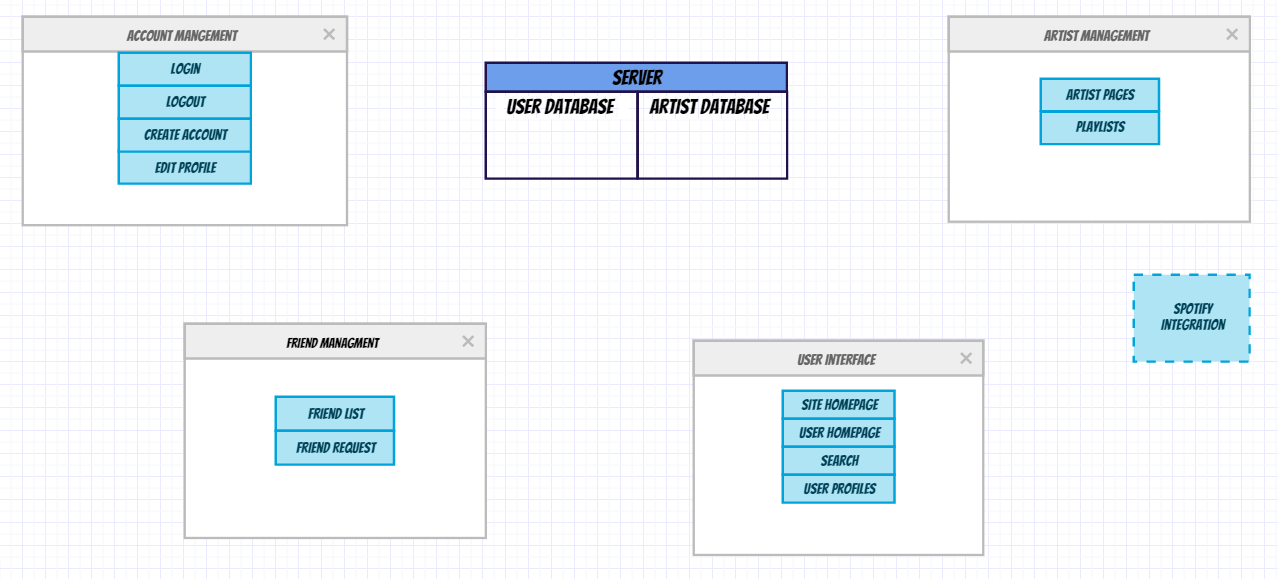 ACCOUNT MANGEMENT
LOGIN
LOGOUT
CREATE ACCOUNT
EDIT PROFILE
SERVER
USER DATABASE
ARTIST DATABASE
ARTIST MANAGEMENT
ARTIST PAGES
PLAYLISTS
SPOTIFY
INTEGRATION
FRIEND MANAGMENT
FRIEND LIST
FRIEND REQUEST
USER INTERFACE
SITE HOMEPAGE
USER HOMEPAGE
SEARCH
USER PROFILES